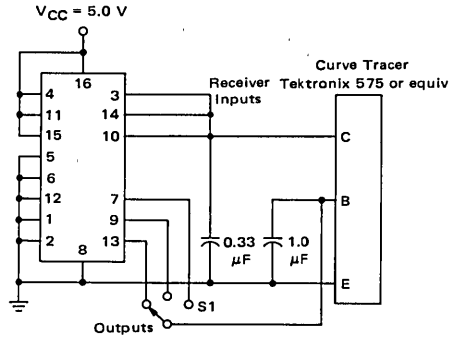 VCC = 5.0 V
Curve Tracer
Receiver Tektronix 575 or equiv
Inputs
16
4
11
15
5
6
12
1
2
8
3
14
10
7
9
13
C
B
E
0.33
µF
1.0
µF
S1
Outputs